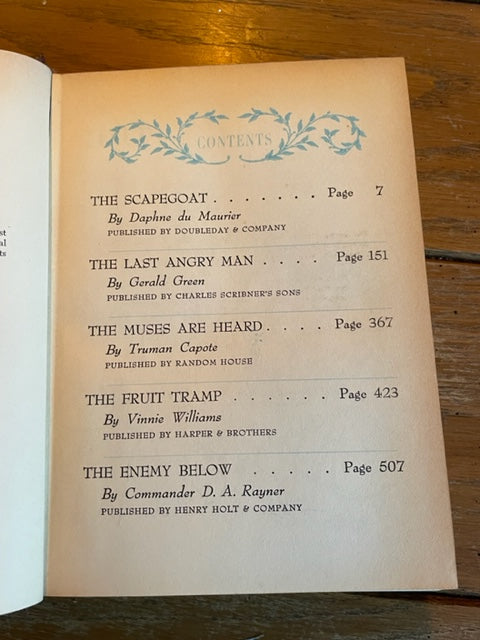 st
al
ts
CONTENTS
THE SCAPEGOAT . . . . . . . Page 7
By Daphne du Maurier
PUBLISHED BY DOUBLEDAY & COMPANY
THE LAST ANGRY MAN . . . . Page 151
By Gerald Green
PUBLISHED BY CHARLES SCRIBNER'S SONS
THE MUSES ARE HEARD . . . . Page 367
By Truman Capote
PUBLISHED BY RANDOM HOUSE
THE FRUIT TRAMP . . . . . . Page 423
By Vinnie Williams
PUBLISHED BY HARPER & BROTHERS
THE ENEMY BELOW . . . . . Page 507
By Commander D. A. Rayner
PUBLISHED BY HENRY HOLT & COMPANY